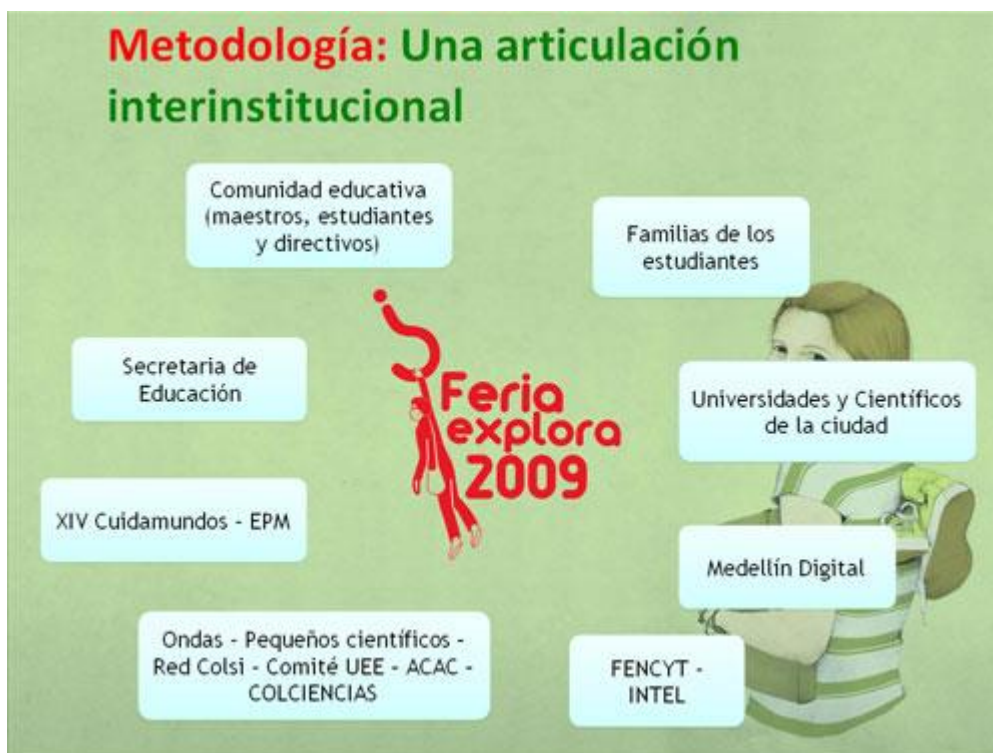 Metodología: Una articulación
interinstitucional
Comunidad educativa
(maestros, estudiantes
y directivos)
Familias de los
estudiantes
Secretaria de
Educación
Feria
explora
2009
Universidades y Científicos
de la ciudad
XIV Cuidamundos - EPM
Medellín Digital
Ondas - Pequeños científicos -
Red Colsi - Comité UEE - ACAC -
COLCIENCIAS
FENCYT -
INTEL